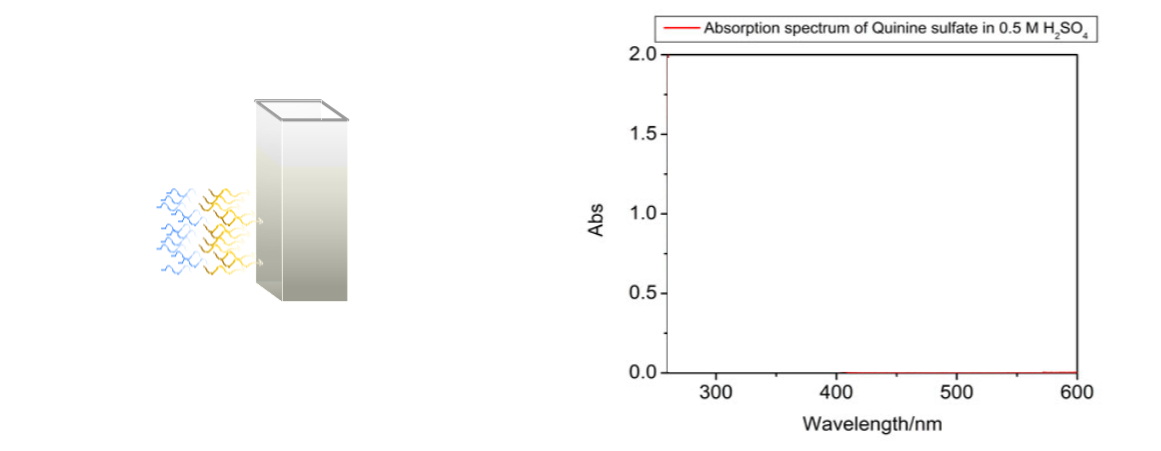 Absorption spectrum of Quinine sulfate in 0.5 M H₂SO₄
2.0
1.5
1.0
0.5
0.0
Abs
300 400 500 600
Wavelength/nm